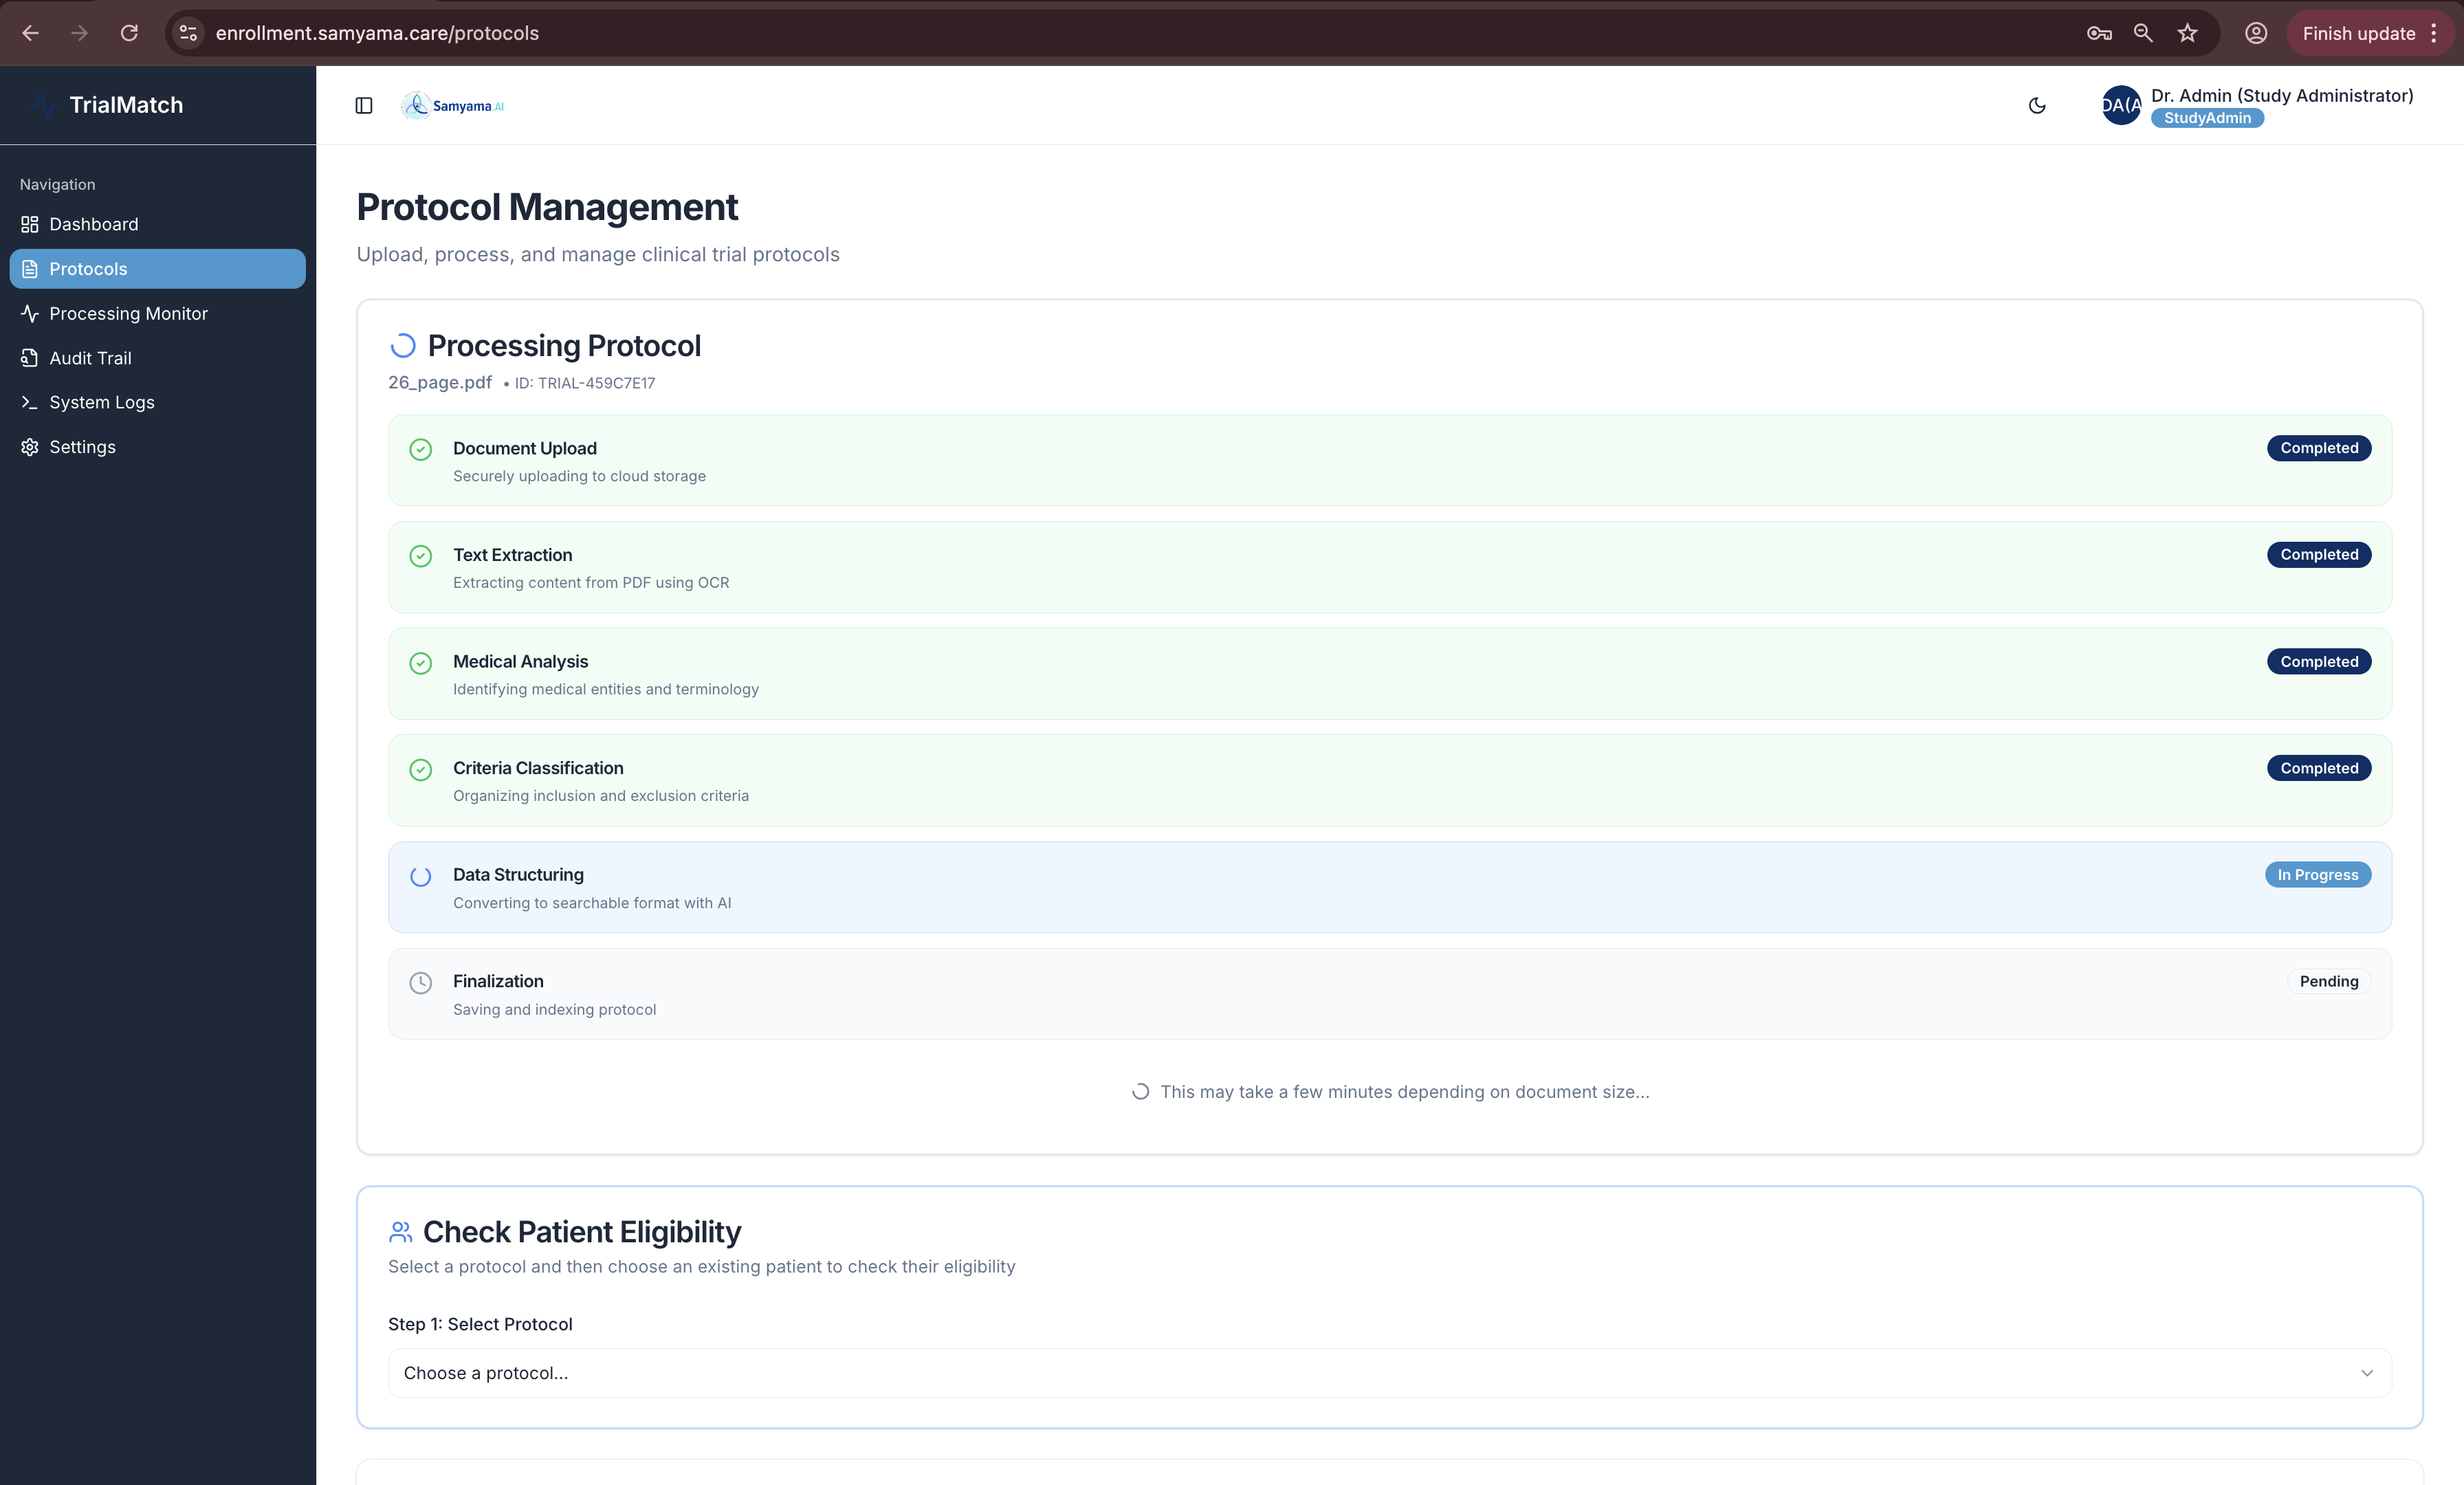 enrollment.samyama.care/protocols
Finish update
TrialMatch
Samyama.AI
DA(A
Dr. Admin (Study Administrator)
StudyAdmin
Navigation
Dashboard
Protocols
Processing Monitor
Audit Trail
System Logs
Settings
Protocol Management
Upload, process, and manage clinical trial protocols
Processing Protocol
26_page.pdf • ID: TRIAL-459C7E17
Document Upload
Completed
Securely uploading to cloud storage
Text Extraction
Completed
Extracting content from PDF using OCR
Medical Analysis
Completed
Identifying medical entities and terminology
Criteria Classification
Completed
Organizing inclusion and exclusion criteria
Data Structuring
In Progress
Converting to searchable format with AI
Finalization
Pending
Saving and indexing protocol
This may take a few minutes depending on document size...
Check Patient Eligibility
Select a protocol and then choose an existing patient to check their eligibility
Step 1: Select Protocol
Choose a protocol...